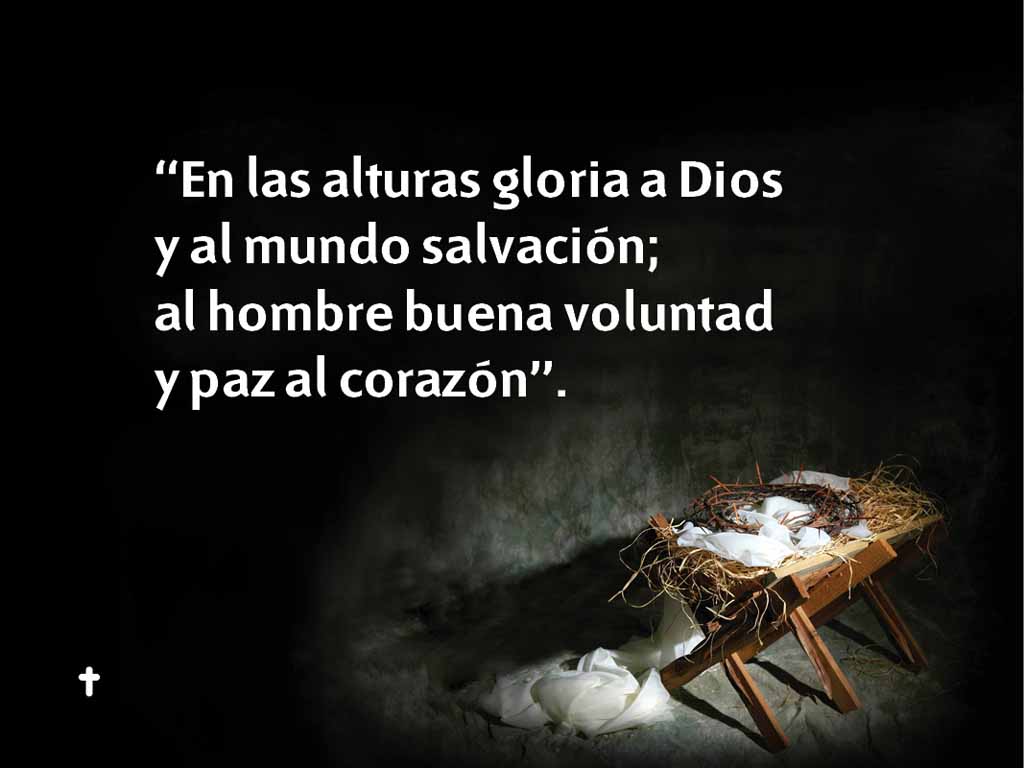 “En las alturas gloria a Dios
y al mundo salvación;
al hombre buena voluntad
y paz al corazón”.